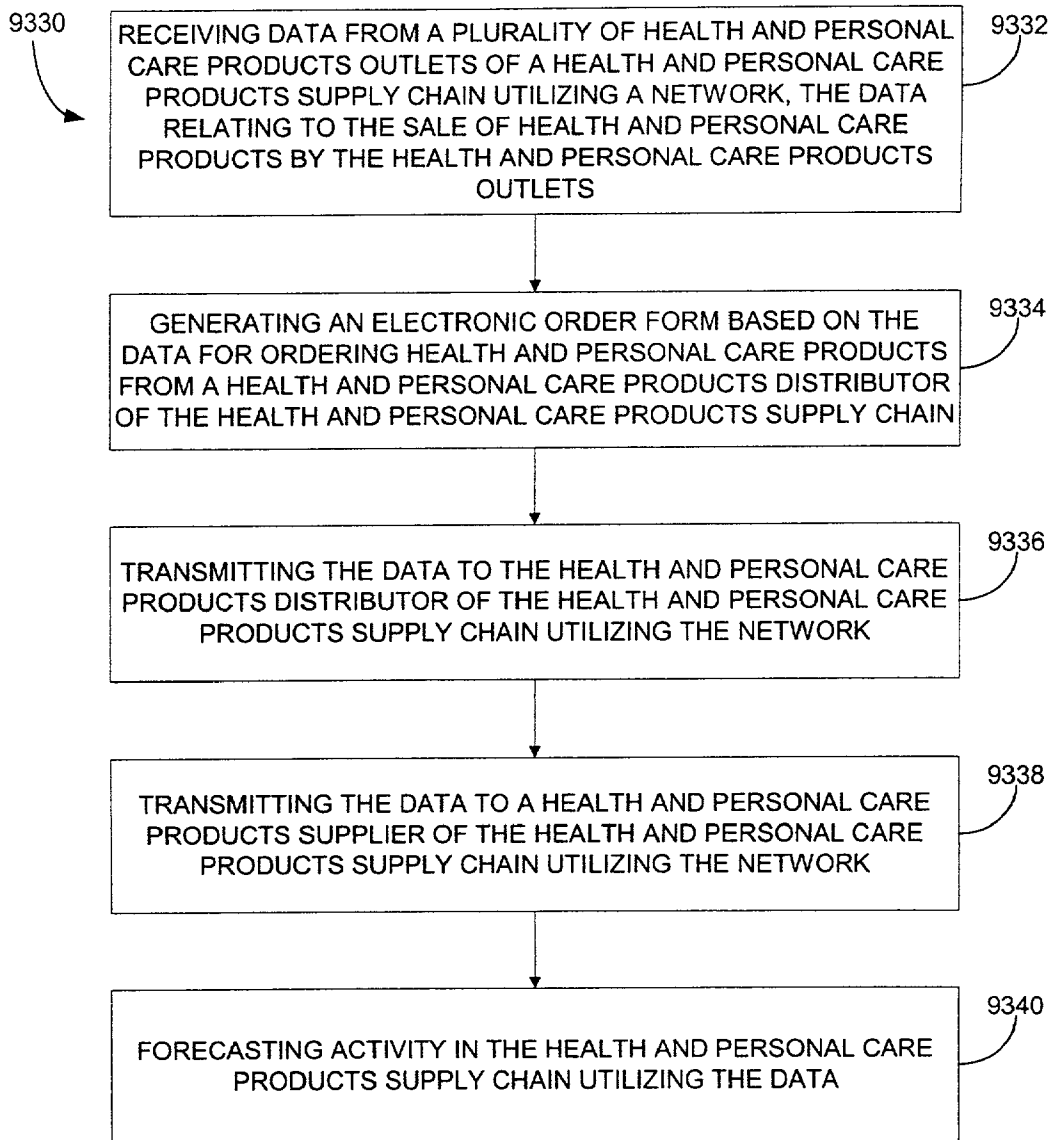 9330
RECEIVING DATA FROM A PLURALITY OF HEALTH AND PERSONAL
CARE PRODUCTS OUTLETS OF A HEALTH AND PERSONAL CARE
PRODUCTS SUPPLY CHAIN UTILIZING A NETWORK, THE DATA
RELATING TO THE SALE OF HEALTH AND PERSONAL CARE
PRODUCTS BY THE HEALTH AND PERSONAL CARE PRODUCTS
OUTLETS
9332
GENERATING AN ELECTRONIC ORDER FORM BASED ON THE
DATA FOR ORDERING HEALTH AND PERSONAL CARE PRODUCTS
FROM A HEALTH AND PERSONAL CARE PRODUCTS DISTRIBUTOR
OF THE HEALTH AND PERSONAL CARE PRODUCTS SUPPLY CHAIN
9334
TRANSMITTING THE DATA TO THE HEALTH AND PERSONAL CARE
PRODUCTS DISTRIBUTOR OF THE HEALTH AND PERSONAL CARE
PRODUCTS SUPPLY CHAIN UTILIZING THE NETWORK
9336
TRANSMITTING THE DATA TO A HEALTH AND PERSONAL CARE
PRODUCTS SUPPLIER OF THE HEALTH AND PERSONAL CARE
PRODUCTS SUPPLY CHAIN UTILIZING THE NETWORK
9338
FORECASTING ACTIVITY IN THE HEALTH AND PERSONAL CARE
PRODUCTS SUPPLY CHAIN UTILIZING THE DATA
9340